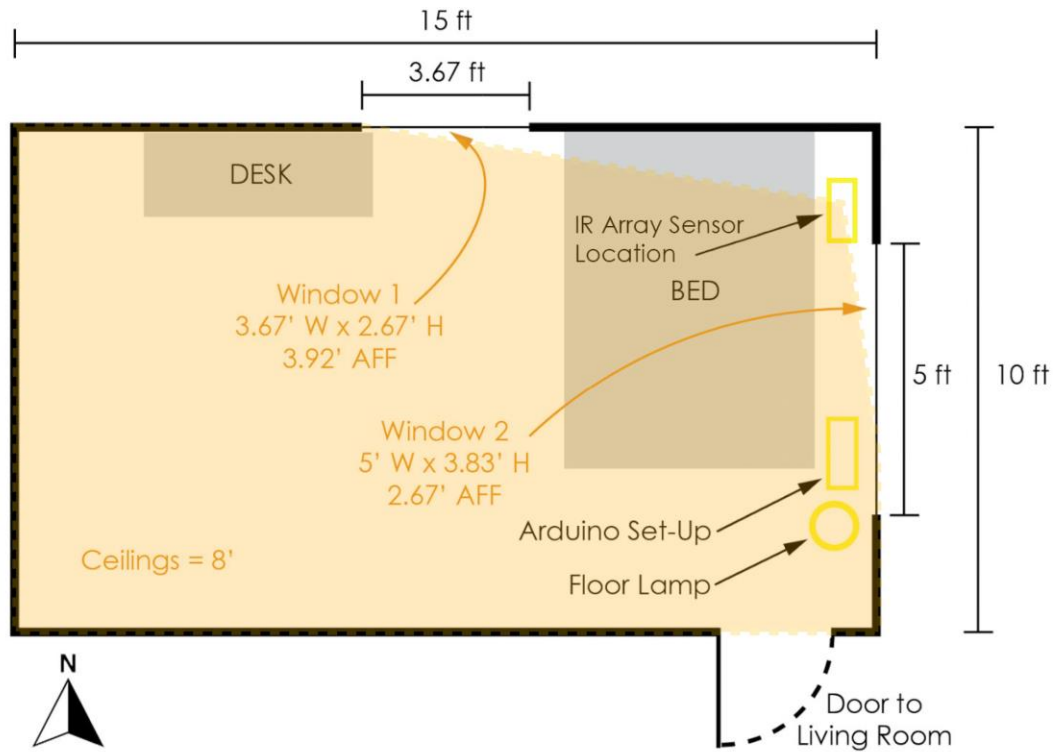 15 ft
3.67 ft
DESK
IR Array Sensor
Location
BED
Window 1
3.67' W x 2.67' H
3.92' AFF
5 ft
10 ft
Window 2
5' W x 3.83' H
2.67' AFF
Arduino Set-Up
Ceilings = 8'
Floor Lamp
N
Door to
Living Room